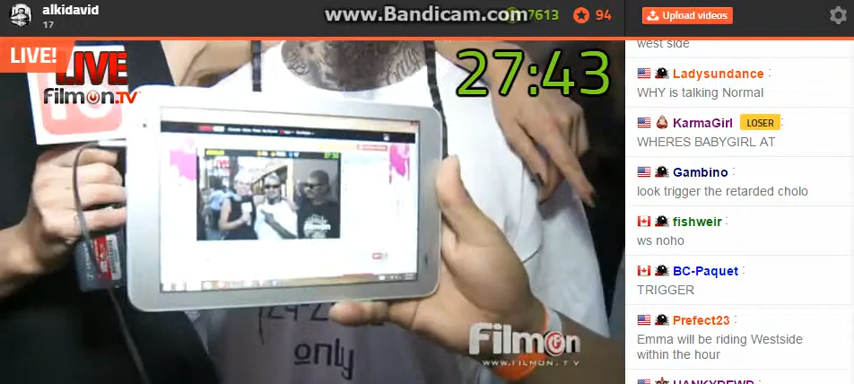 alkidavid
17
www.Bandicam.com
7613
94
Upload videos
LIVE!
LIVE
FilmOn.TV
27:43
FilmOn
only
FilmOn
WWW.FILMON.TV
west side
Ladysundance :
WHY is talking Normal
KarmaGirl LOSER
WHERES BABYGIRL AT
Gambino :
look trigger the retarded cholo
fishweir :
ws noho
BC-Paquet :
TRIGGER
Prefect23 :
Emma will be riding Westside
within the hour
HANKYDEWD